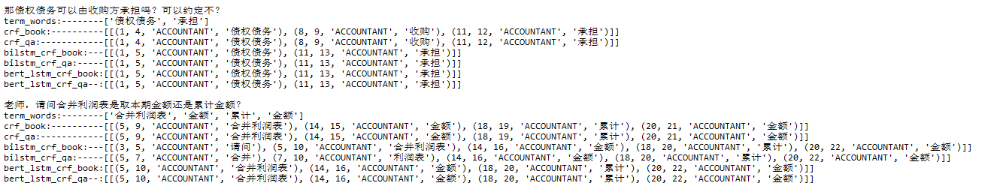 那债权债务可以由收购方承担吗？可以约定不？
term_words:--------['债权债务', '承担']
crf_book:----------[[(1, 4, 'ACCOUNTANT', '债权债务'), (8, 9, 'ACCOUNTANT', '收购'), (11, 12, 'ACCOUNTANT', '承担')]]
crf_qa:------------[[(1, 4, 'ACCOUNTANT', '债权债务'), (8, 9, 'ACCOUNTANT', '收购'), (11, 12, 'ACCOUNTANT', '承担')]]
bilstm_crf_book:---[[(1, 5, 'ACCOUNTANT', '债权债务'), (11, 13, 'ACCOUNTANT', '承担')]]
bilstm_crf_qa:-----[[(1, 5, 'ACCOUNTANT', '债权债务'), (11, 13, 'ACCOUNTANT', '承担')]]
bert_lstm_crf_book:[[(1, 5, 'ACCOUNTANT', '债权债务'), (11, 13, 'ACCOUNTANT', '承担')]]
bert_lstm_crf_qa--:[[(1, 5, 'ACCOUNTANT', '债权债务'), (11, 13, 'ACCOUNTANT', '承担')]]
老师，请问合并利润表是取本期金额还是累计金额？
term_words:--------['合并利润表', '金额', '累计', '金额']
crf_book:----------[[(5, 9, 'ACCOUNTANT', '合并利润表'), (14, 15, 'ACCOUNTANT', '金额'), (18, 19, 'ACCOUNTANT', '累计'), (20, 21, 'ACCOUNTANT', '金额')]]
crf_qa:------------[[(5, 9, 'ACCOUNTANT', '合并利润表'), (14, 15, 'ACCOUNTANT', '金额'), (18, 19, 'ACCOUNTANT', '累计'), (20, 21, 'ACCOUNTANT', '金额')]]
bilstm_crf_book:---[[(3, 5, 'ACCOUNTANT', '请问'), (5, 10, 'ACCOUNTANT', '合并利润表'), (14, 16, 'ACCOUNTANT', '金额'), (18, 20, 'ACCOUNTANT', '累计'), (20, 22, 'ACCOUNTANT', '金额')]]
bilstm_crf_qa:-----[[(5, 7, 'ACCOUNTANT', '合并'), (7, 10, 'ACCOUNTANT', '利润表'), (14, 16, 'ACCOUNTANT', '金额'), (18, 20, 'ACCOUNTANT', '累计'), (20, 22, 'ACCOUNTANT', '金额')]]
bert_lstm_crf_book:[[(5, 10, 'ACCOUNTANT', '合并利润表'), (14, 16, 'ACCOUNTANT', '金额'), (18, 20, 'ACCOUNTANT', '累计'), (20, 22, 'ACCOUNTANT', '金额')]]
bert_lstm_crf_qa--:[[(5, 10, 'ACCOUNTANT', '合并利润表'), (14, 16, 'ACCOUNTANT', '金额'), (18, 20, 'ACCOUNTANT', '累计'), (20, 22, 'ACCOUNTANT', '金额')]]